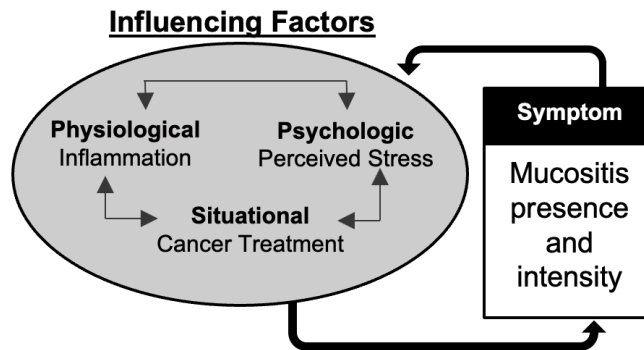 Influencing Factors
Physiological
Inflammation
Psychologic
Perceived Stress
Situational
Cancer Treatment
Symptom
Mucositis
presence
and
intensity